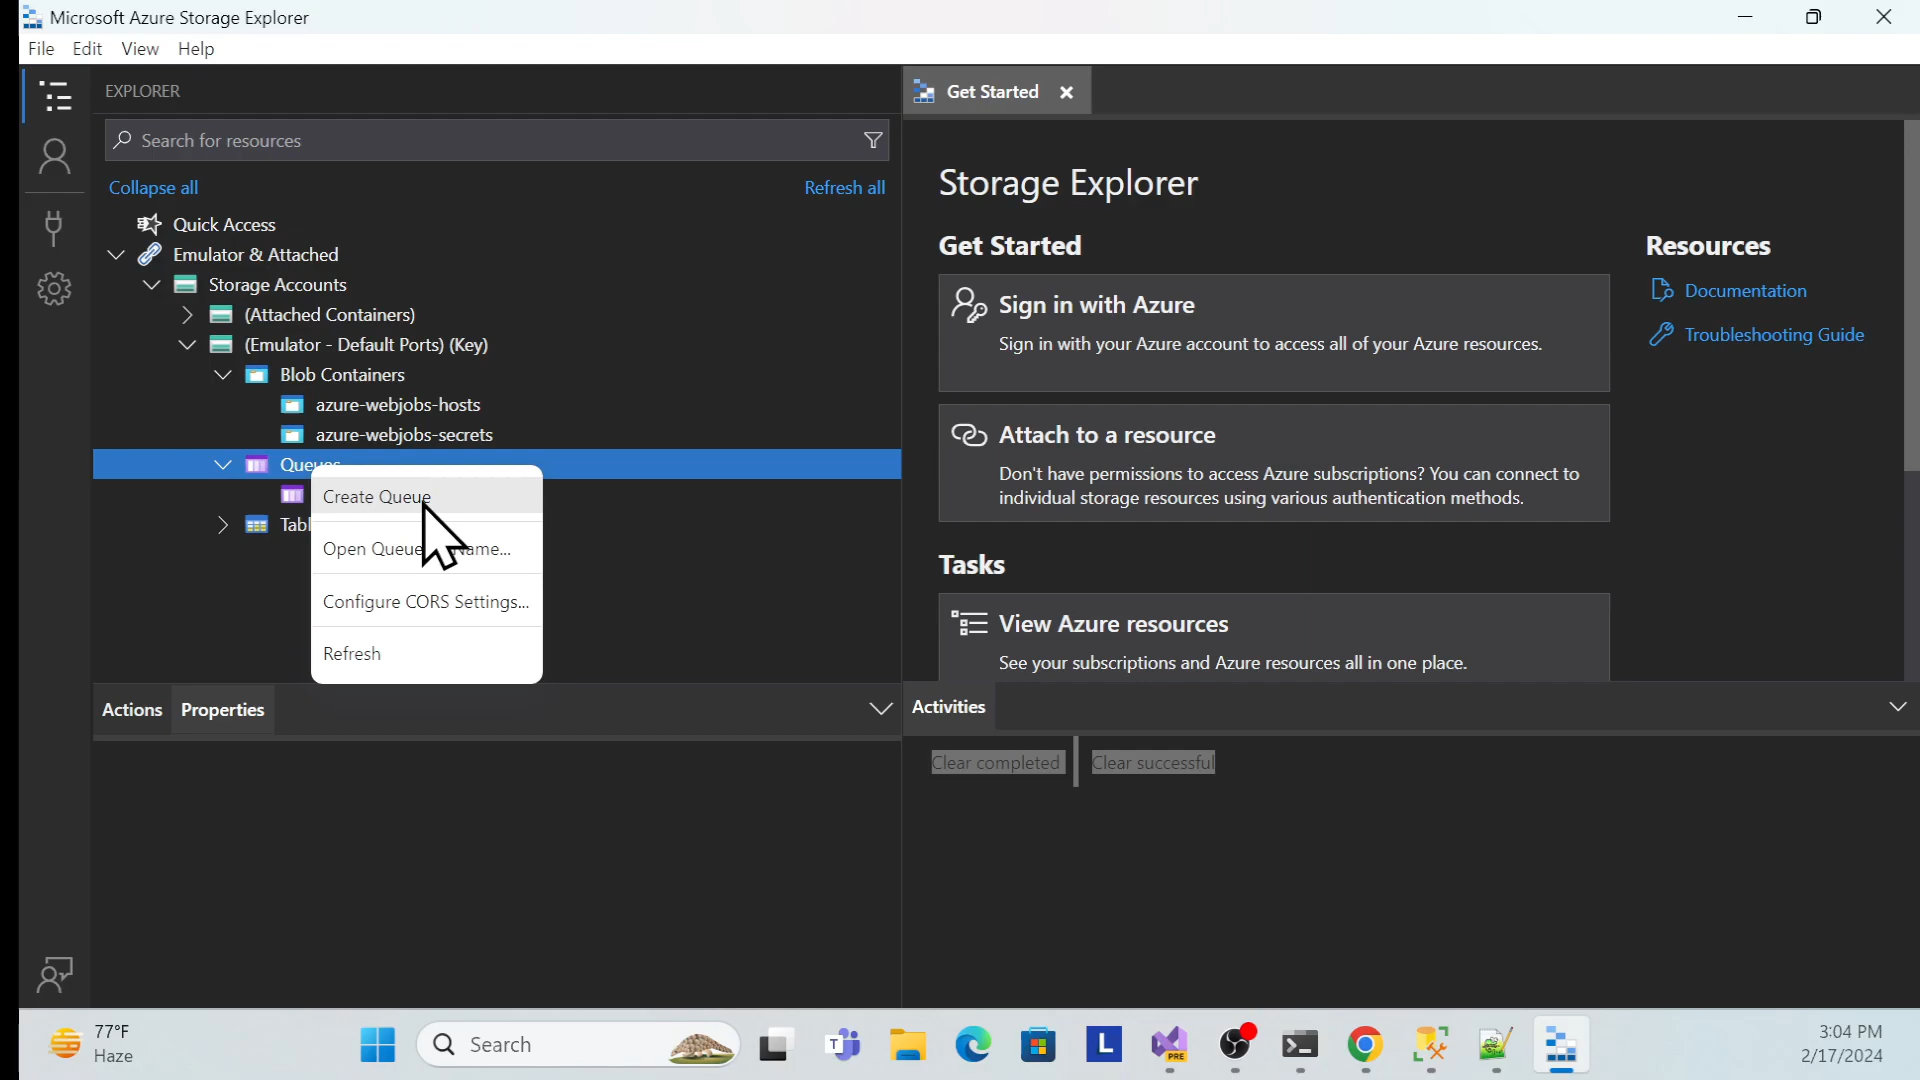 Microsoft Azure Storage Explorer
File Edit View Help
EXPLORER
Search for resources
Collapse all
Refresh all
Quick Access
Emulator & Attached
Storage Accounts
(Attached Containers)
(Emulator - Default Ports) (Key)
Blob Containers
azure-webjobs-hosts
azure-webjobs-secrets
Queues
Create Queue
Open Queue
Configure CORS Settings...
Refresh
Actions Properties
Get Started
Storage Explorer
Get Started
Sign in with Azure
Sign in with your Azure account to access all of your Azure resources.
Attach to a resource
Don't have permissions to access Azure subscriptions? You can connect to
individual storage resources using various authentication methods.
Tasks
View Azure resources
See your subscriptions and Azure resources all in one place.
Resources
Documentation
Troubleshooting Guide
Activities
Clear completed
Clear successful
77°F
Haze
Search
T
L
PRE
3:04 PM
2/17/2024